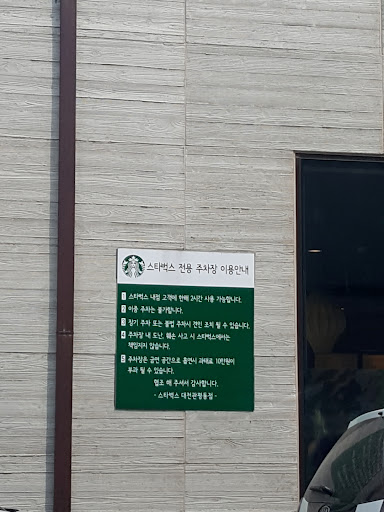 스타벅스 전용 주차장 이용안내
1 스타벅스 내점 고객에 한해 2시간 사용 가능합니다.
2 이중 주차는 불가합니다.
3 장기 주차 또는 불법 주차시 견인 조치 될 수 있습니다.
4 주차장 내 도난, 훼손 사고 시 스타벅스에서는
책임지지 않습니다.
5 주차장은 금연 공간으로 흡연시 과태료 10만원이
부과 될 수 있습니다.
협조 해 주셔서 감사합니다.
- 스타벅스 대전관평동점 -